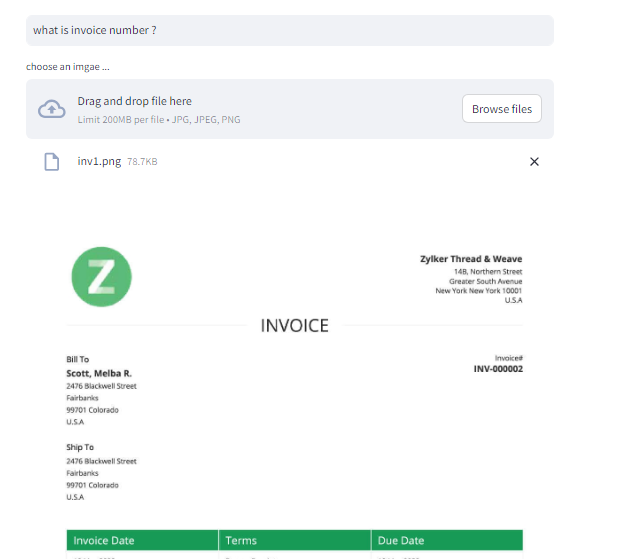 what is invoice number ?
choose an imgae ...
Drag and drop file here
Limit 200MB per file • JPG, JPEG, PNG
Browse files
inv1.png 78.7KB
Z
Zylker Thread & Weave
14B, Northern Street
Greater South Avenue
New York New York 10001
U.S.A
INVOICE
Bill To
Scott, Melba R.
2476 Blackwell Street
Fairbanks
99701 Colorado
U.S.A
Invoice#
INV-000002
Ship To
2476 Blackwell Street
Fairbanks
99701 Colorado
U.S.A
Invoice Date Terms Due Date